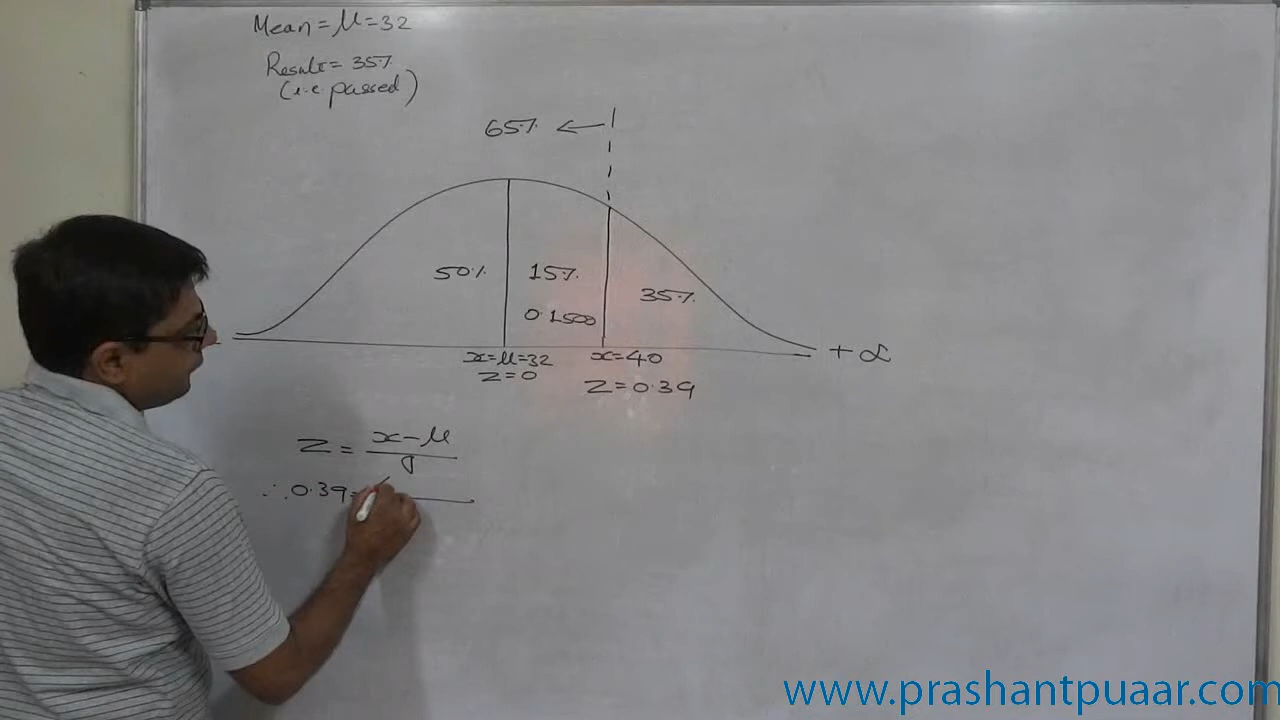 Mean = μ = 32
Result = 35%
(i.e. passed)
65% ←
50%
15%
0.1500
35%
x=μ=32
Z=0
x=40
Z=0.39
+∝
Z = x-μ
σ
∴ 0.39 =
www.prashantpuaar.com